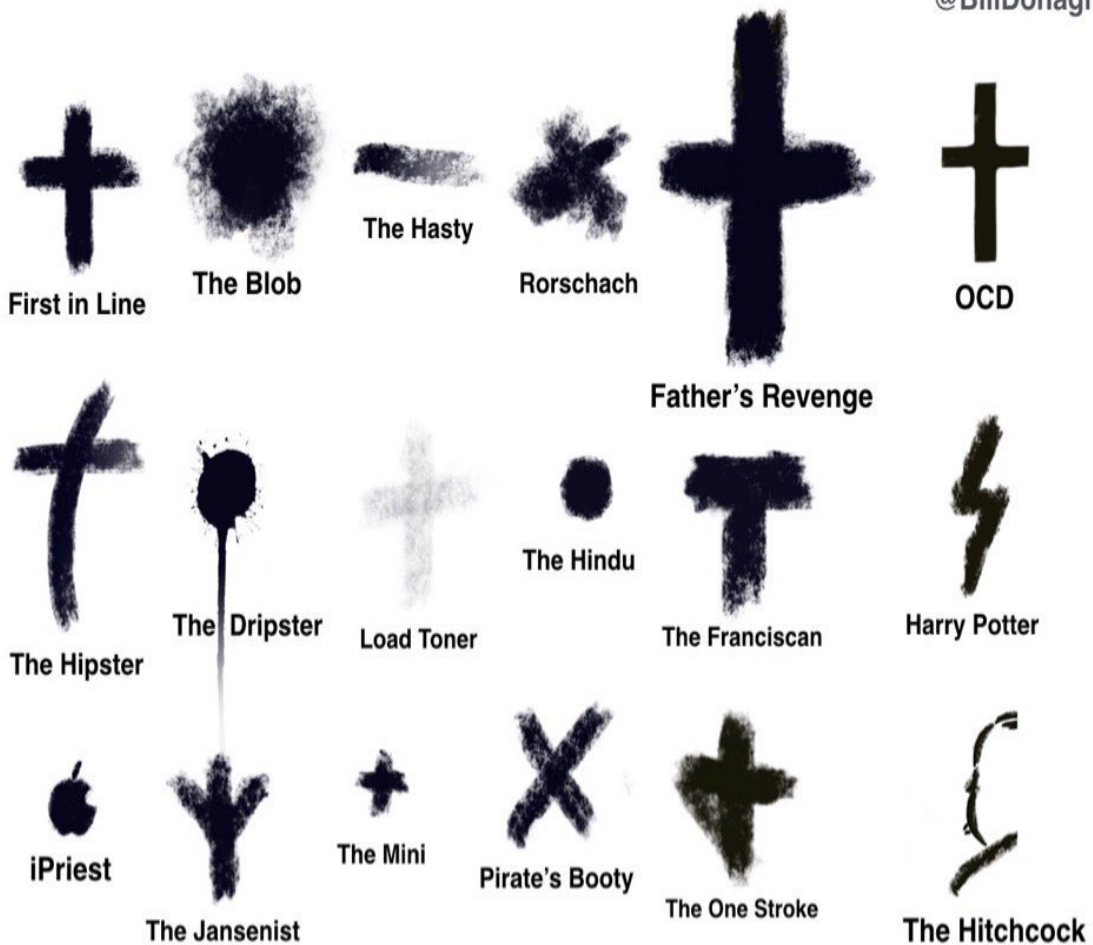 The Hasty
The Blob
Rorschach
First in Line
OCD
Father's Revenge
The Hindu
The Dripster
Load Toner
The Franciscan
Harry Potter
The Hipster
iPriest
The Mini
Pirate's Booty
The One Stroke
The Jansenist
The Hitchcock